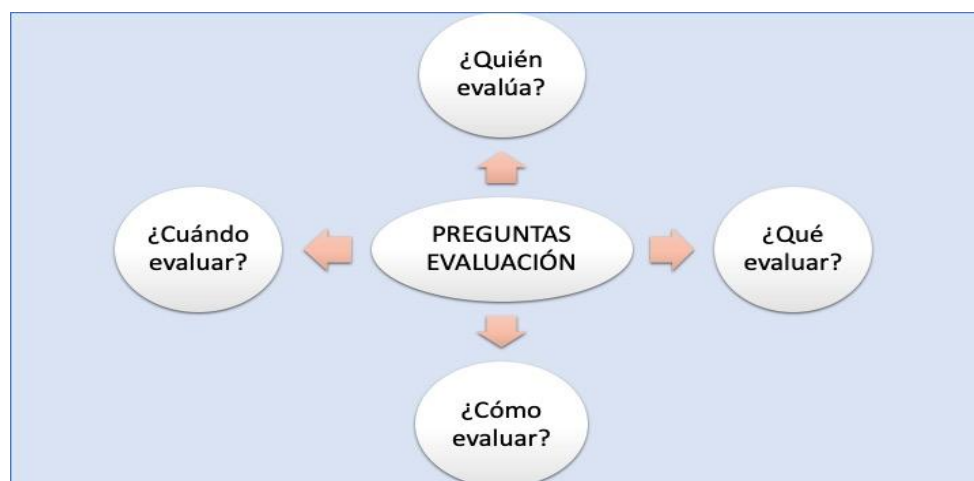 ¿Quién
evalúa?
¿Cuándo
evaluar?
PREGUNTAS
EVALUACIÓN
¿Qué
evaluar?
¿Cómo
evaluar?